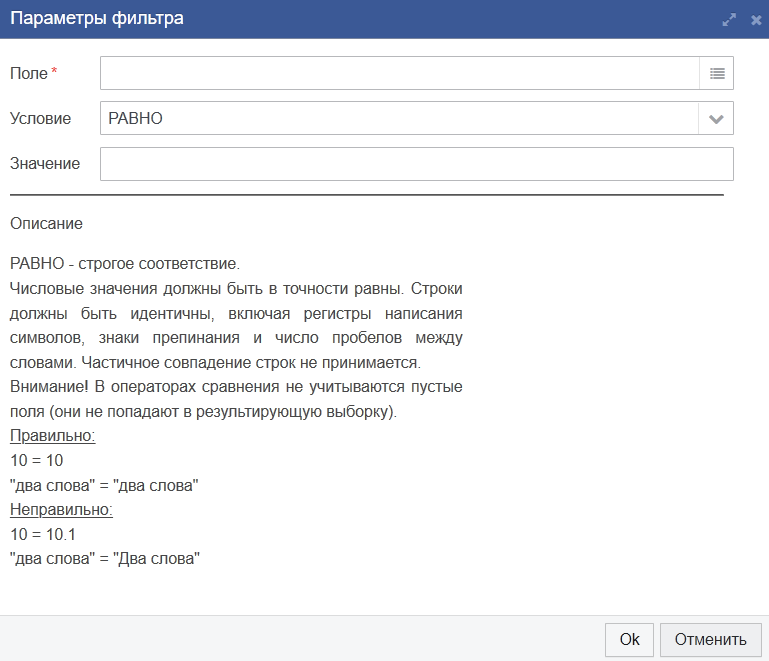 Параметры фильтра
Поле *
Условие РАВНО
Значение
Описание
РАВНО - строгое соответствие.
Числовые значения должны быть в точности равны. Строки
должны быть идентичны, включая регистры написания
символов, знаки препинания и число пробелов между
словами. Частичное совпадение строк не принимается.
Внимание! В операторах сравнения не учитываются пустые
поля (они не попадают в результирующую выборку).
Правильно:
10 = 10
"два слова" = "два слова"
Неправильно:
10 = 10.1
"два слова" = "Два слова"
Ok Отменить